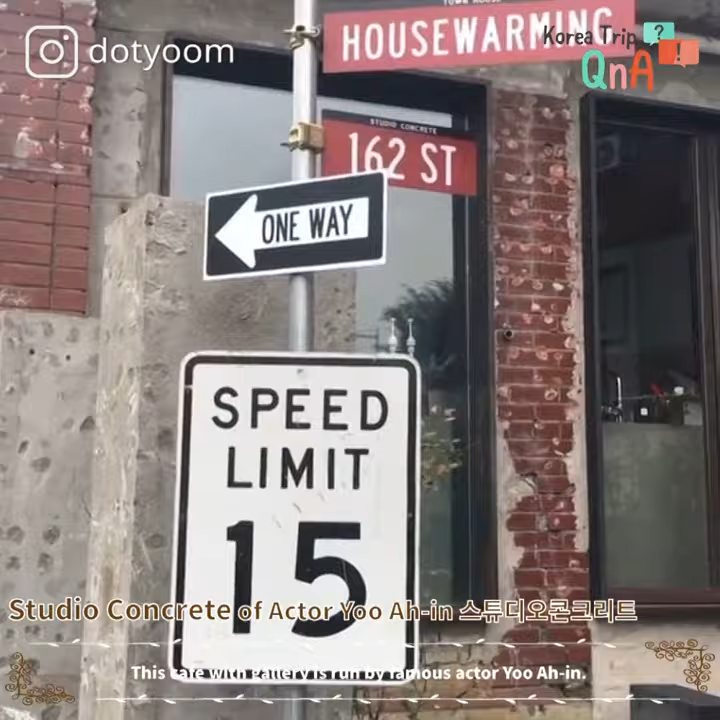 TOWN HOUSE
HOUSEWARMING
Korea Trip
?
!
QnA
dotyoom
STUDIO CONCRETE
162 ST
ONE WAY
SPEED
LIMIT
15
Studio Concrete of Actor Yoo Ah-in 스튜디오콘크리트
This cafe with gallery is run by famous actor Yoo Ah-in.